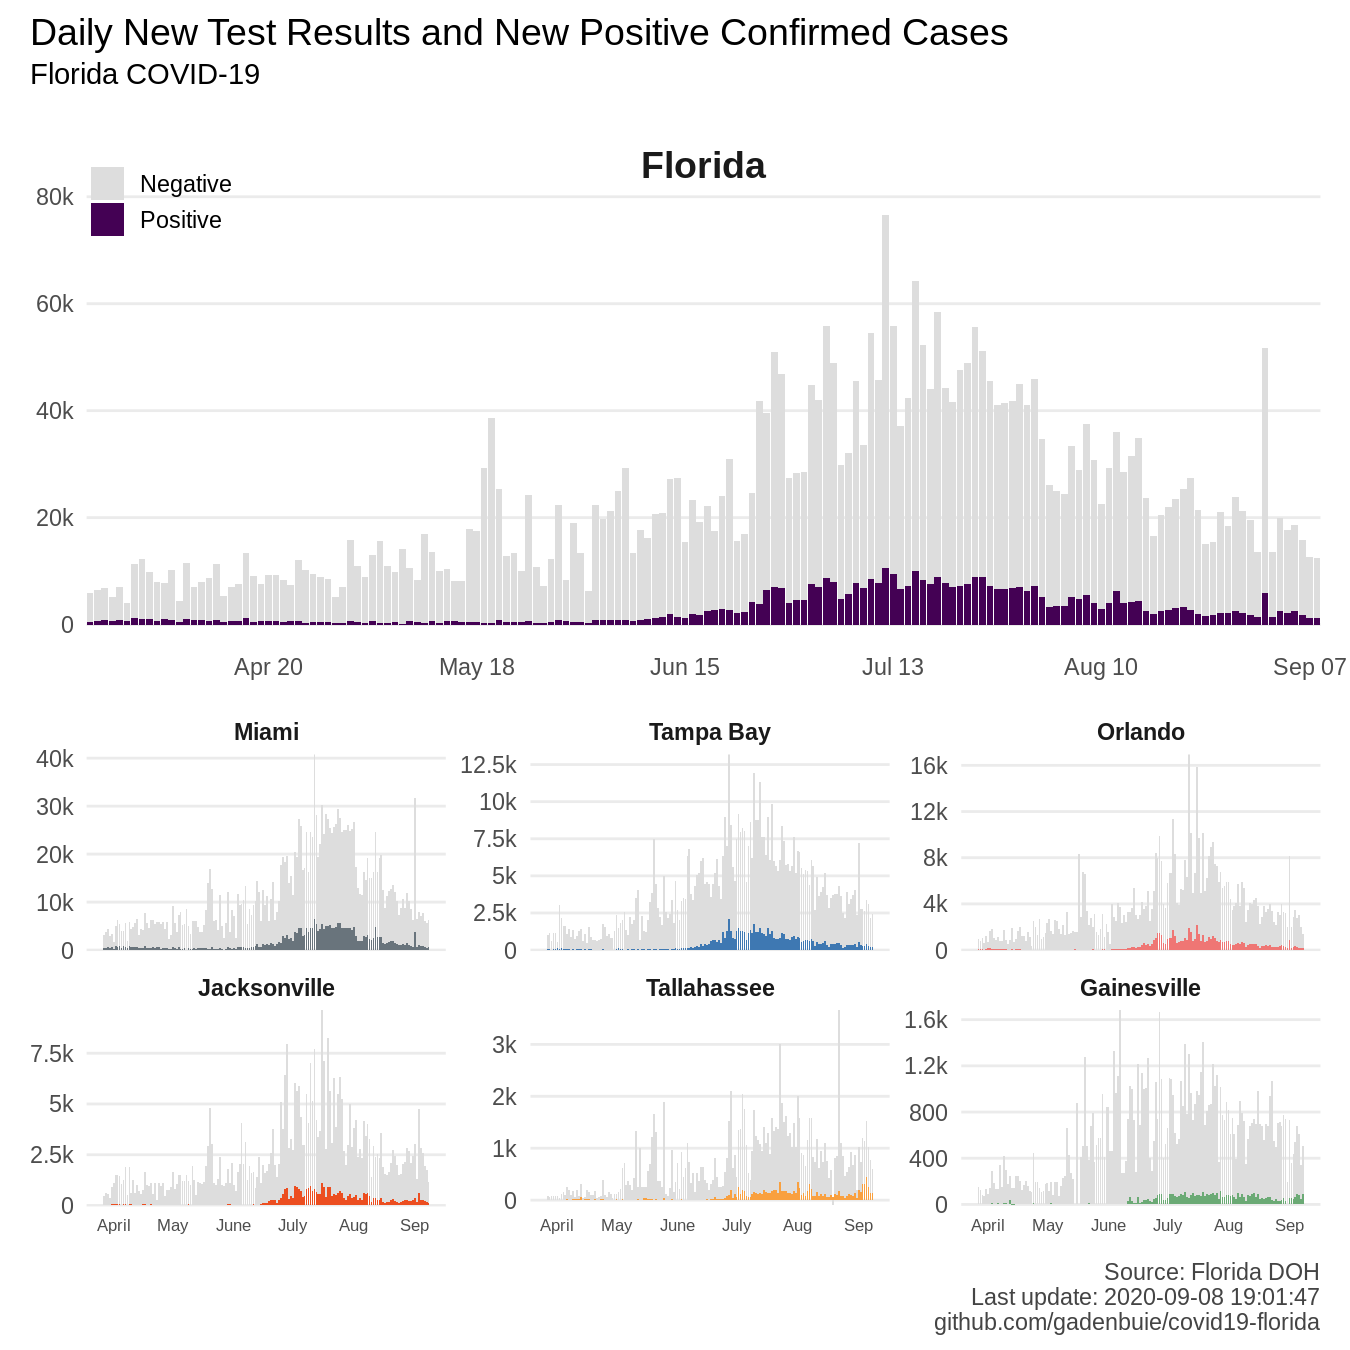 Daily New Test Results and New Positive Confirmed Cases
Florida COVID-19
Florida
Negative
Positive
80k
60k
40k
20k
0
Apr 20 May 18 Jun 15 Jul 13 Aug 10 Sep 07
Miami
40k
30k
20k
10k
0
Tampa Bay
12.5k
10k
7.5k
5k
2.5k
0
Orlando
16k
12k
8k
4k
0
Jacksonville
7.5k
5k
2.5k
0
April May June July Aug Sep
Tallahassee
3k
2k
1k
0
April May June July Aug Sep
Gainesville
1.6k
1.2k
800
400
0
April May June July Aug Sep
Source: Florida DOH
Last update: 2020-09-08 19:01:47
github.com/gadenbuie/covid19-florida